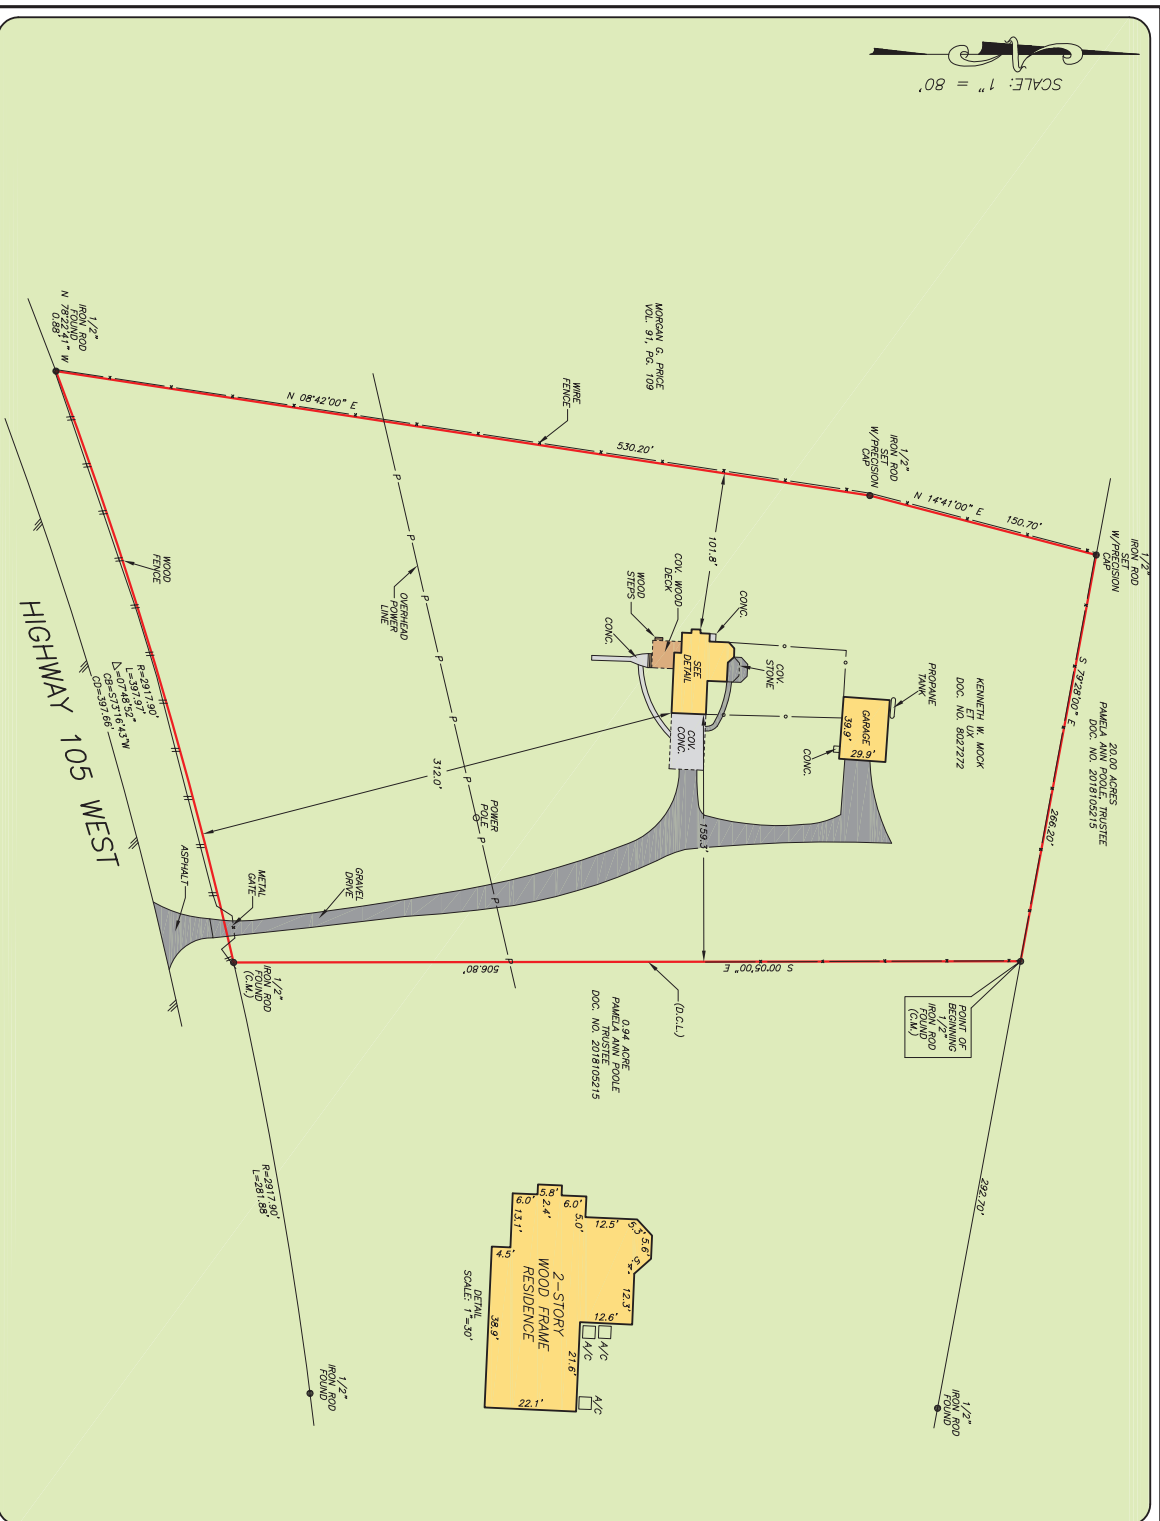 SCALE: 1" = 80'
1/2"
IRON ROD
SET
W/PRECISION
CAP
1/2"
IRON ROD
SET
W/PRECISION
CAP
N 14°41'00" E
150.70'
S 79°28'00" E
266.20'
20.00 ACRES
PAMELA ANN POOLE, TRUSTEE
DOC. NO. 2018105215
KENNETH W. MOCK
ET UX
DOC. NO. 8027272
PROPANE
TANK
GARAGE
39.9'
29.9'
CONC.
MORGAN G. PRICE
VOL. 91, PG. 109
WIRE
FENCE
530.20'
N 08°42'00" E
101.8'
CONC.
COV.
STONE
COV. WOOD
DECK
WOOD
STEPS
CONC.
SEE
DETAIL
COV.
CONC.
159.3'
312.0'
P
P
P
P
P
P
P
P
P
OVERHEAD
POWER
LINE
POWER
POLE
GRAVEL
DRIVE
METAL
GATE
ASPHALT
WOOD
FENCE
1/2"
IRON ROD
FOUND
N 78°22'41" W
0.88'
R=2917.90'
L=397.97'
Δ=07°48'52"
CB=S73°16'43"W
CD=397.66'
HIGHWAY 105 WEST
1/2"
IRON ROD
FOUND
(C.M.)
506.80'
S 00°05'00" E
(D.C.L.)
0.94 ACRE
PAMELA ANN POOLE
TRUSTEE
DOC. NO. 2018105215
POINT OF
BEGINNING
1/2"
IRON ROD
FOUND
(C.M.)
292.70'
1/2"
IRON ROD
FOUND
R=2917.90'
L=281.88'
1/2"
IRON ROD
FOUND
5.8'
6.0'
2.4'
6.0'
5.0'
12.5'
5.3'
5.6'
12.3'
12.6'
13.1'
4.5'
38.9'
21.6'
22.1'
A/C
A/C
A/C
2-STORY
WOOD FRAME
RESIDENCE
DETAIL
SCALE: 1"=30'